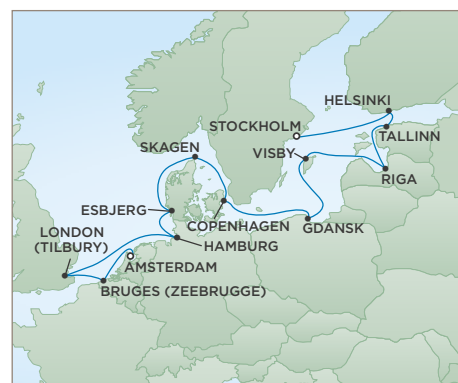 HELSINKI
STOCKHOLM
TALLINN
SKAGEN
VISBY
RIGA
ESBJERG
COPENHAGEN
GDANSK
LONDON
(TILBURY)
HAMBURG
AMSTERDAM
BRUGES (ZEEBRUGGE)